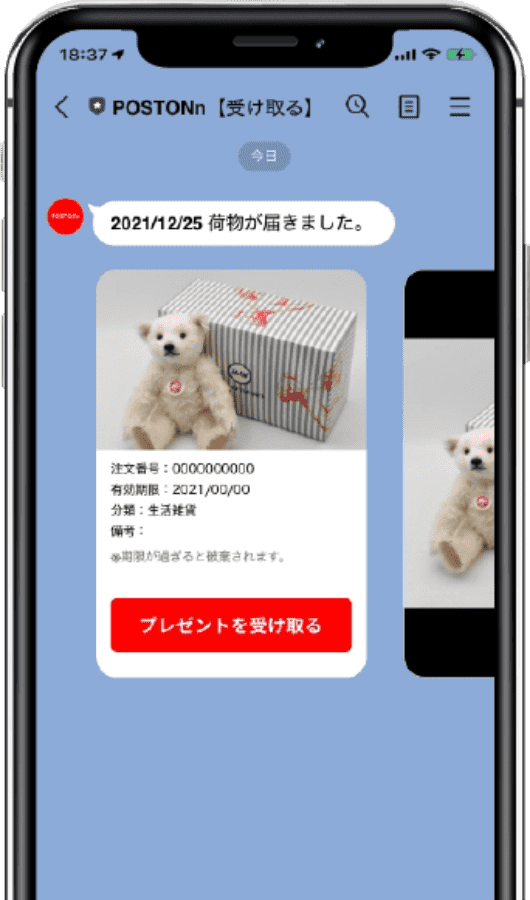 18:37
POSTONn【受け取る】
今日
POSTONn
2021/12/25 荷物が届きました。
注文番号：0000000000
有効期限：2021/00/00
分類：生活雑貨
備考：
※期限が過ぎると破棄されます。
プレゼントを受け取る